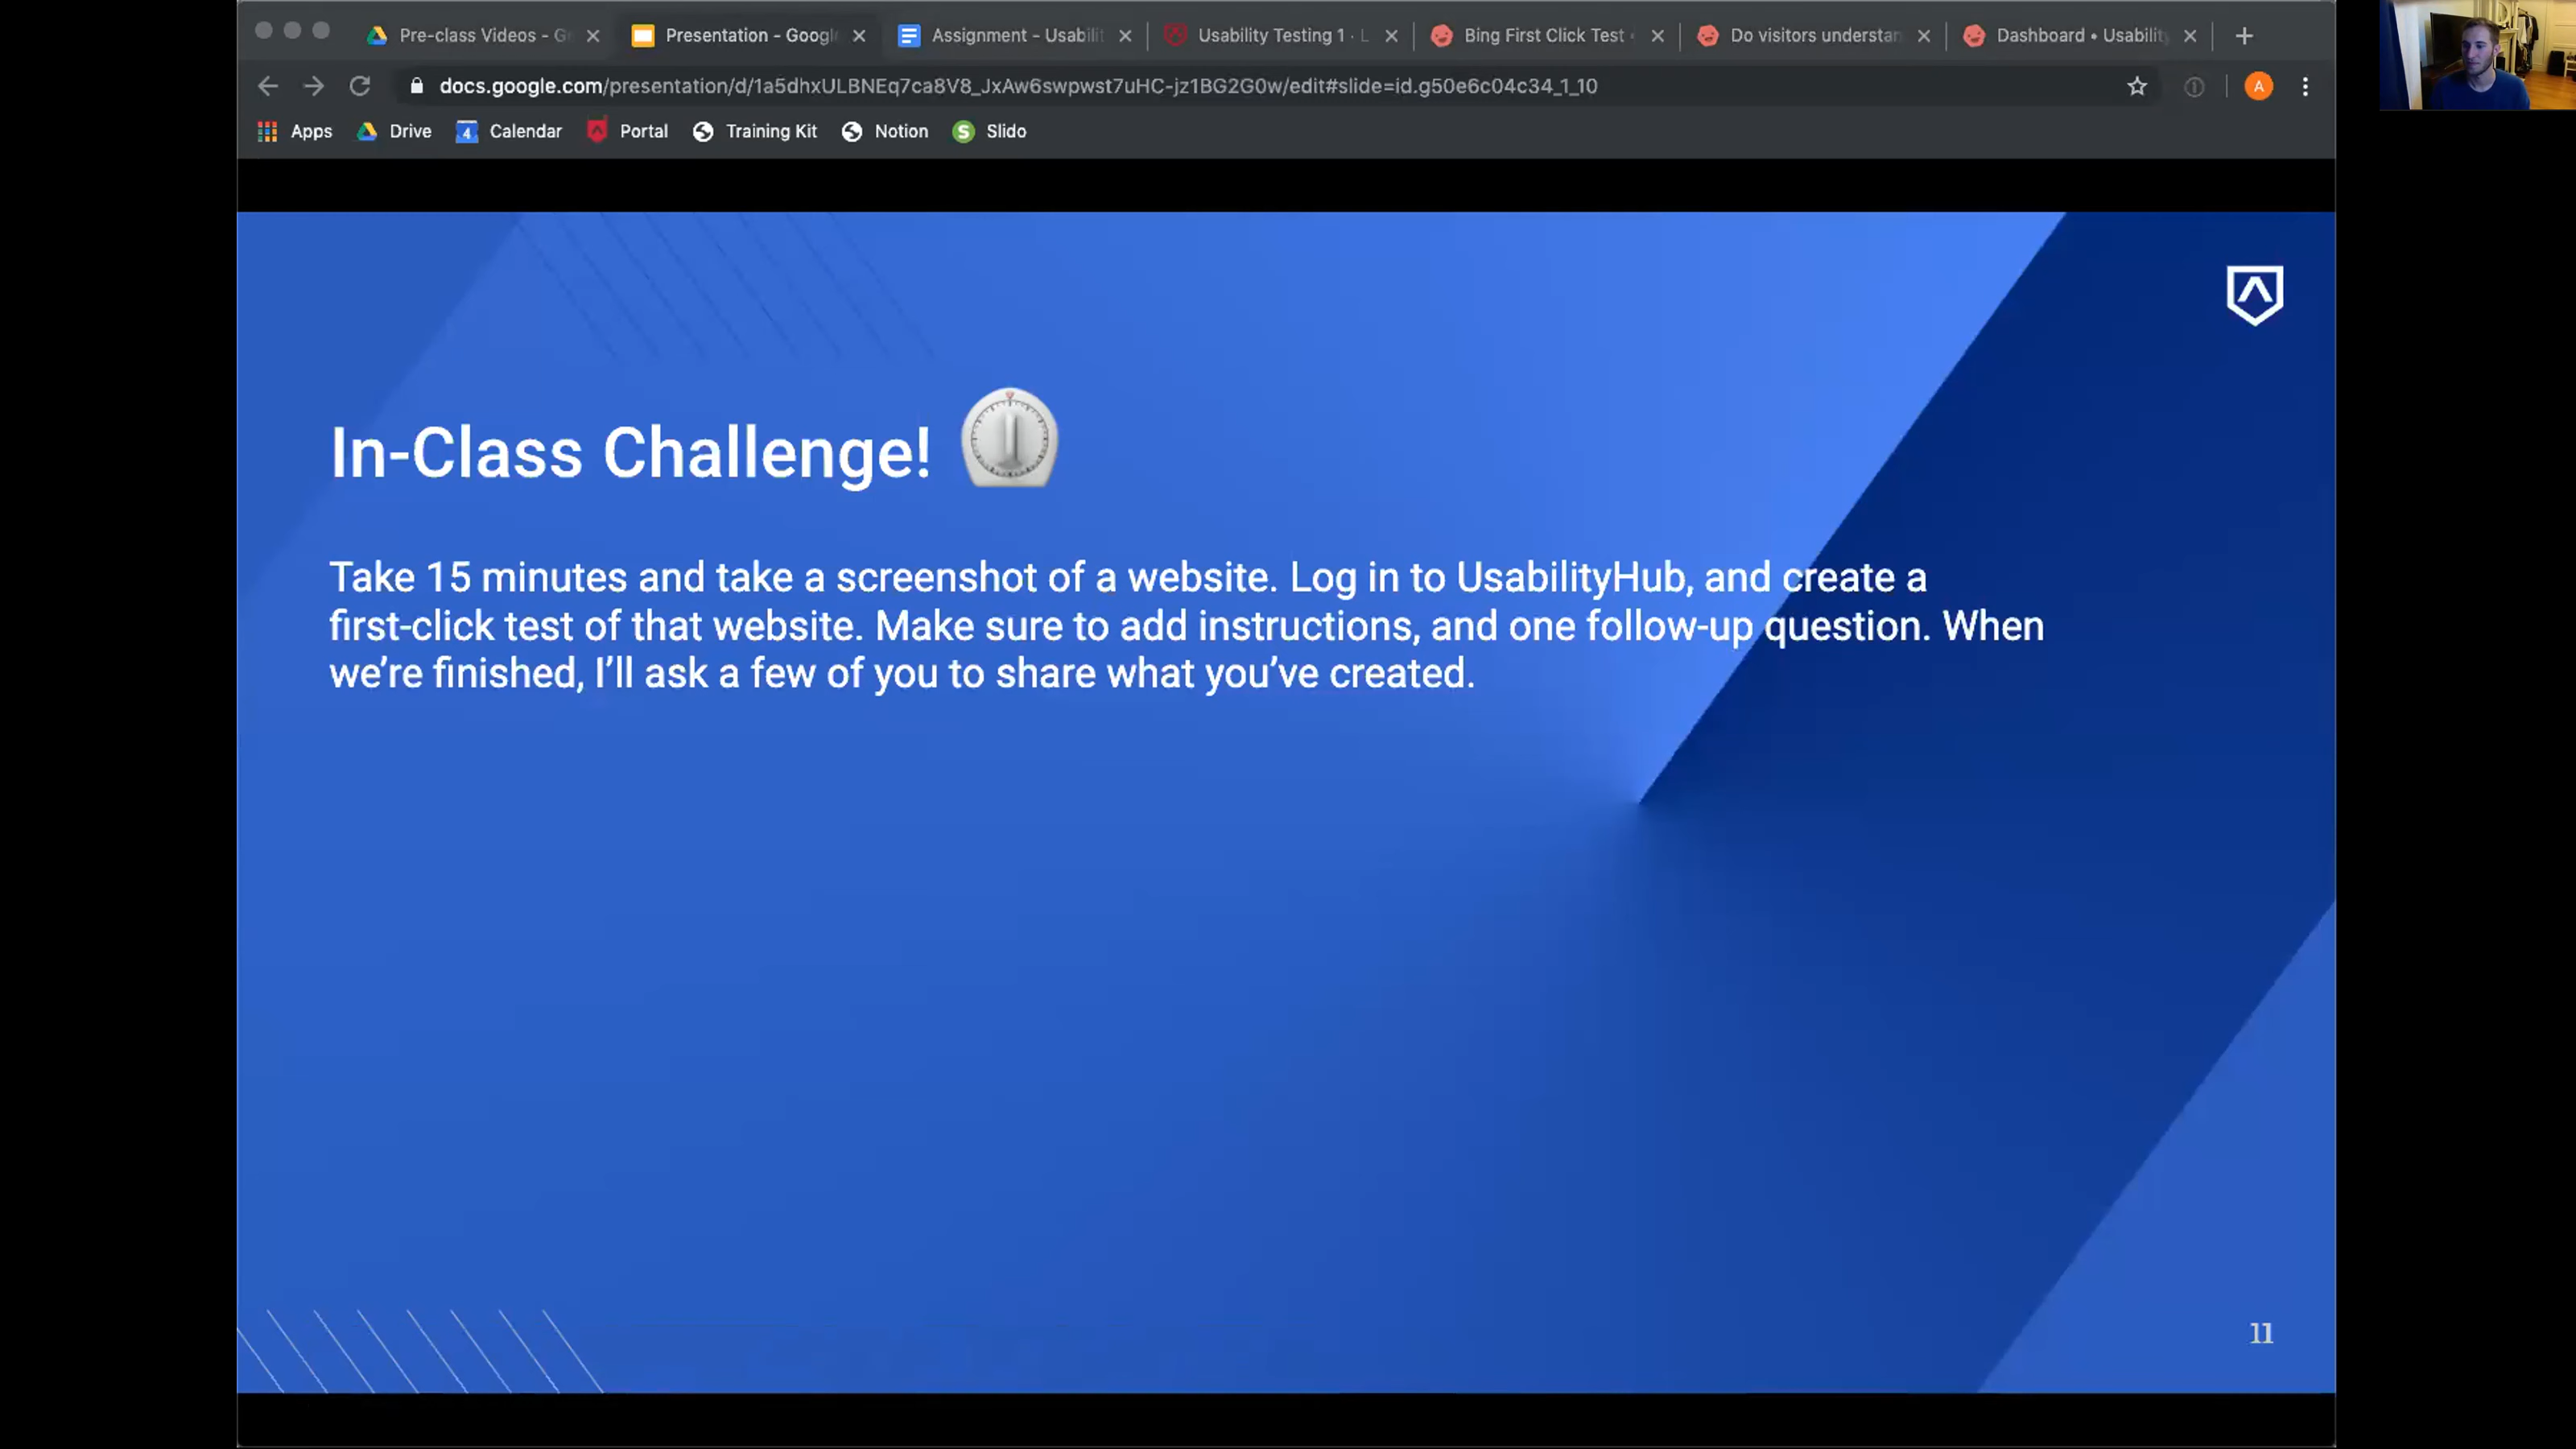 Pre-class Videos - G
Presentation - Googl
Assignment - Usabilit
Usability Testing 1 · L
Bing First Click Test
Do visitors understan
Dashboard • Usability
docs.google.com/presentation/d/1a5dhxULBNEq7ca8V8_JxAw6swpwst7uHC-jz1BG2G0w/edit#slide=id.g50e6c04c34_1_10
A
Apps
Drive
4
Calendar
Portal
Training Kit
Notion
S
Slido
In-Class Challenge!
Take 15 minutes and take a screenshot of a website. Log in to UsabilityHub, and create a
first-click test of that website. Make sure to add instructions, and one follow-up question. When
we’re finished, I’ll ask a few of you to share what you’ve created.
11